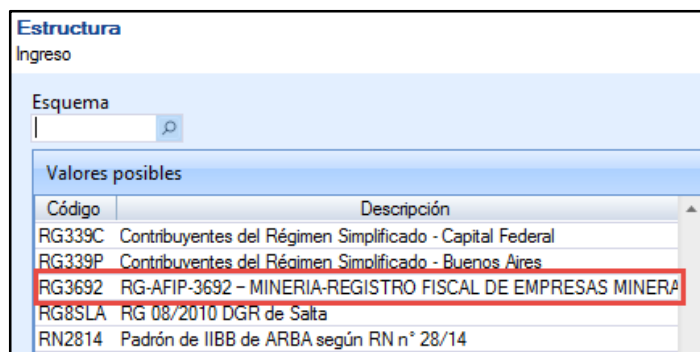 Estructura
Ingreso
Esquema
Valores posibles
Código Descripción
RG339C Contribuyentes del Régimen Simplificado - Capital Federal
RG339P Contribuyentes del Régimen Simplificado - Buenos Aires
RG3692 RG-AFIP-3692 – MINERIA-REGISTRO FISCAL DE EMPRESAS MINERA
RG8SLA RG 08/2010 DGR de Salta
RN2814 Padrón de IIBB de ARBA según RN n° 28/14